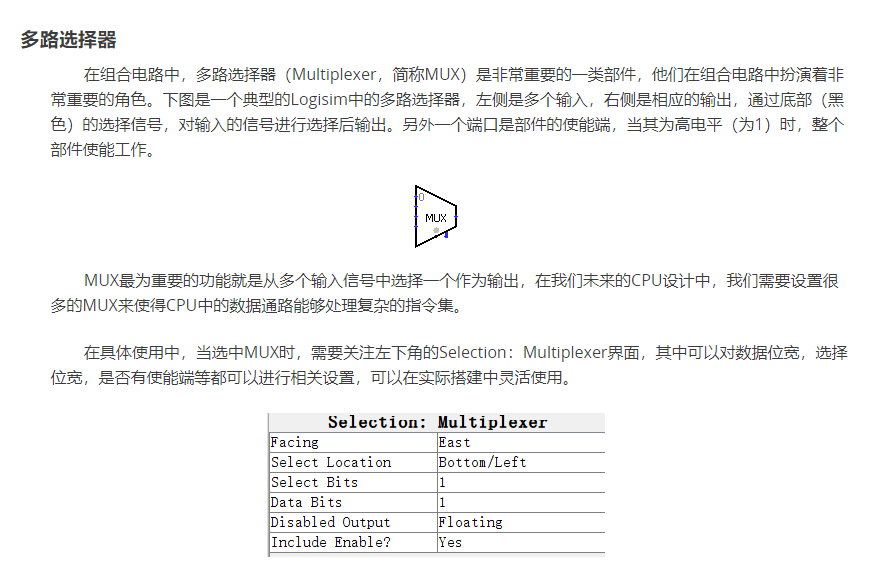 多路选择器
在组合电路中，多路选择器（Multiplexer，简称MUX）是非常重要的一类部件，他们在组合电路中扮演着非
常重要的角色。下图是一个典型的Logisim中的多路选择器，左侧是多个输入，右侧是相应的输出，通过底部（黑
色）的选择信号，对输入的信号进行选择后输出。另外一个端口是部件的使能端，当其为高电平（为1）时，整个
部件使能工作。
0
MUX
MUX最为重要的功能就是从多个输入信号中选择一个作为输出，在我们未来的CPU设计中，我们需要设置很
多的MUX来使得CPU中的数据通路能够处理复杂的指令集。
在具体使用中，当选中MUX时，需要关注左下角的Selection：Multiplexer界面，其中可以对数据位宽，选择
位宽，是否有使能端等都可以进行相关设置，可以在实际搭建中灵活使用。
Selection: Multiplexer
Facing East
Select Location Bottom/Left
Select Bits 1
Data Bits 1
Disabled Output Floating
Include Enable? Yes